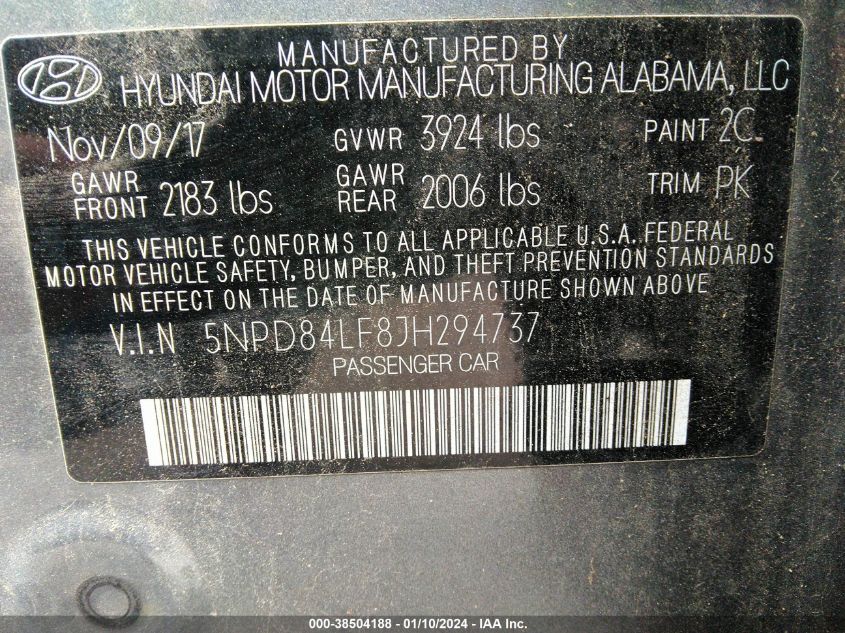 MANUFACTURED BY
HYUNDAI MOTOR MANUFACTURING ALABAMA, LLC
Nov/09/17 GVWR 3924 lbs PAINT 2C
GAWR FRONT 2183 lbs GAWR REAR 2006 lbs TRIM PK
THIS VEHICLE CONFORMS TO ALL APPLICABLE U.S.A. FEDERAL
MOTOR VEHICLE SAFETY, BUMPER, AND THEFT PREVENTION STANDARDS
IN EFFECT ON THE DATE OF MANUFACTURE SHOWN ABOVE
V.I.N 5NPD84LF8JH294737
PASSENGER CAR
000-38504188 - 01/10/2024 - IAA Inc.